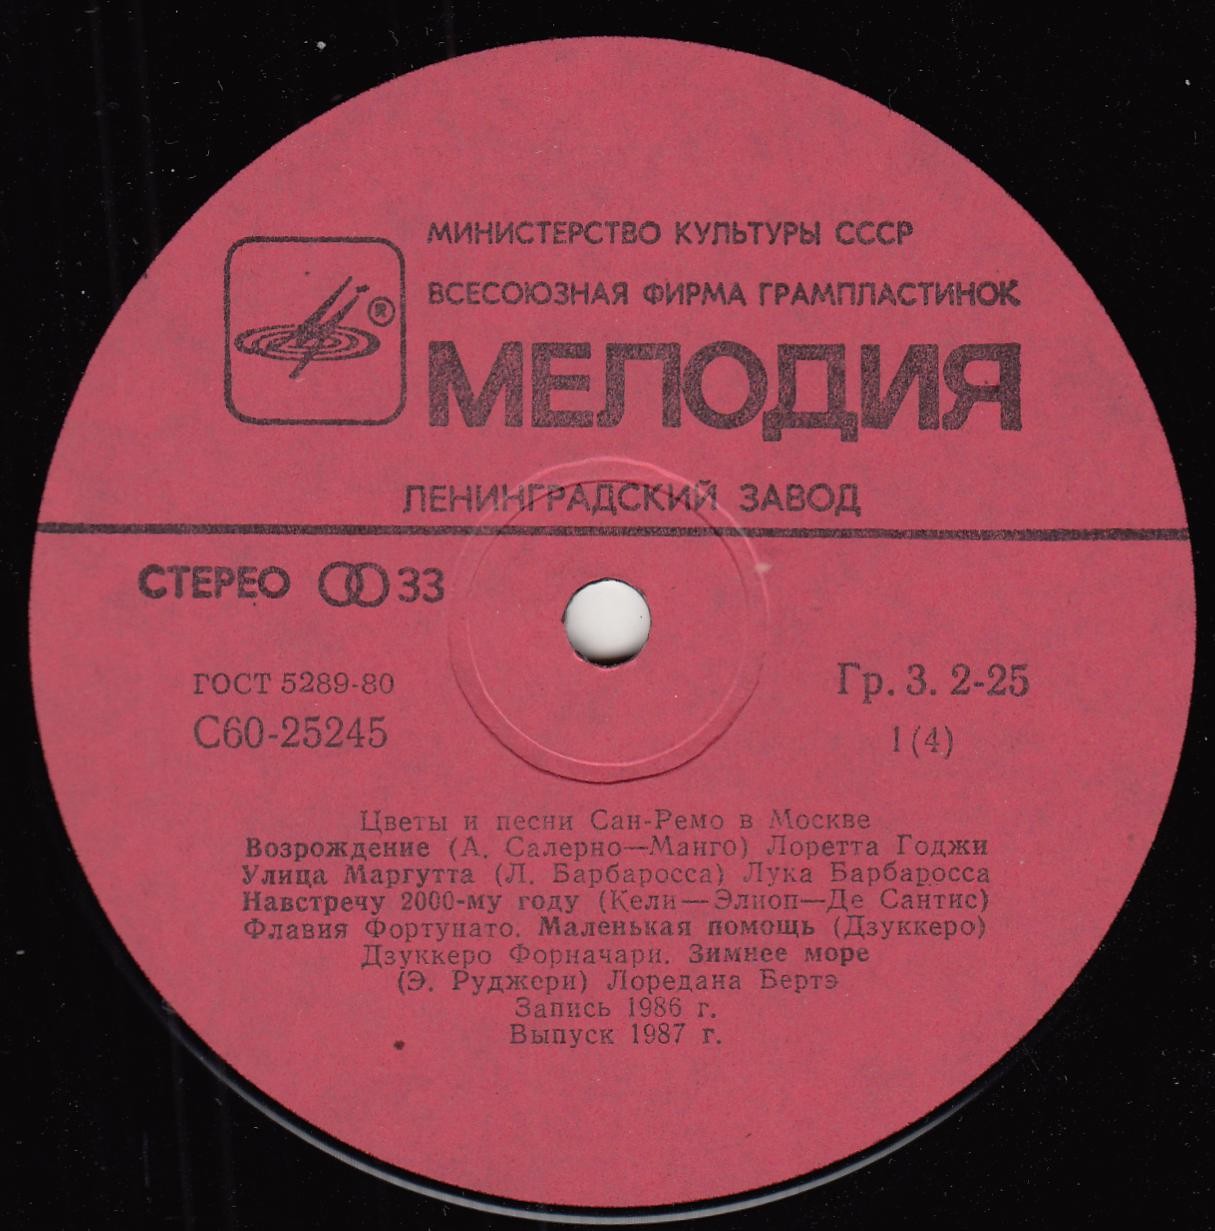 МИНИСТЕРСТВО КУЛЬТУРЫ СССР
ВСЕСОЮЗНАЯ ФИРМА ГРАМПЛАСТИНОК
®
МЕЛОДИЯ
ЛЕНИНГРАДСКИЙ ЗАВОД
СТЕРЕО 33
ГОСТ 5289-80
С60-25245
Гр. 3. 2-25
1 (4)
Цветы и песни Сан-Ремо в Москве
Возрождение (А. Салерно—Манго) Лоретта Годжи
Улица Маргутта (Л. Барбаросса) Лука Барбаросса
Навстречу 2000-му году (Кели—Элиоп—Де Сантис)
Флавия Фортунато. Маленькая помощь (Дзуккеро)
Дзуккеро Форначари. Зимнее море
(Э. Руджери) Лоредана Бертэ
Запись 1986 г.
Выпуск 1987 г.